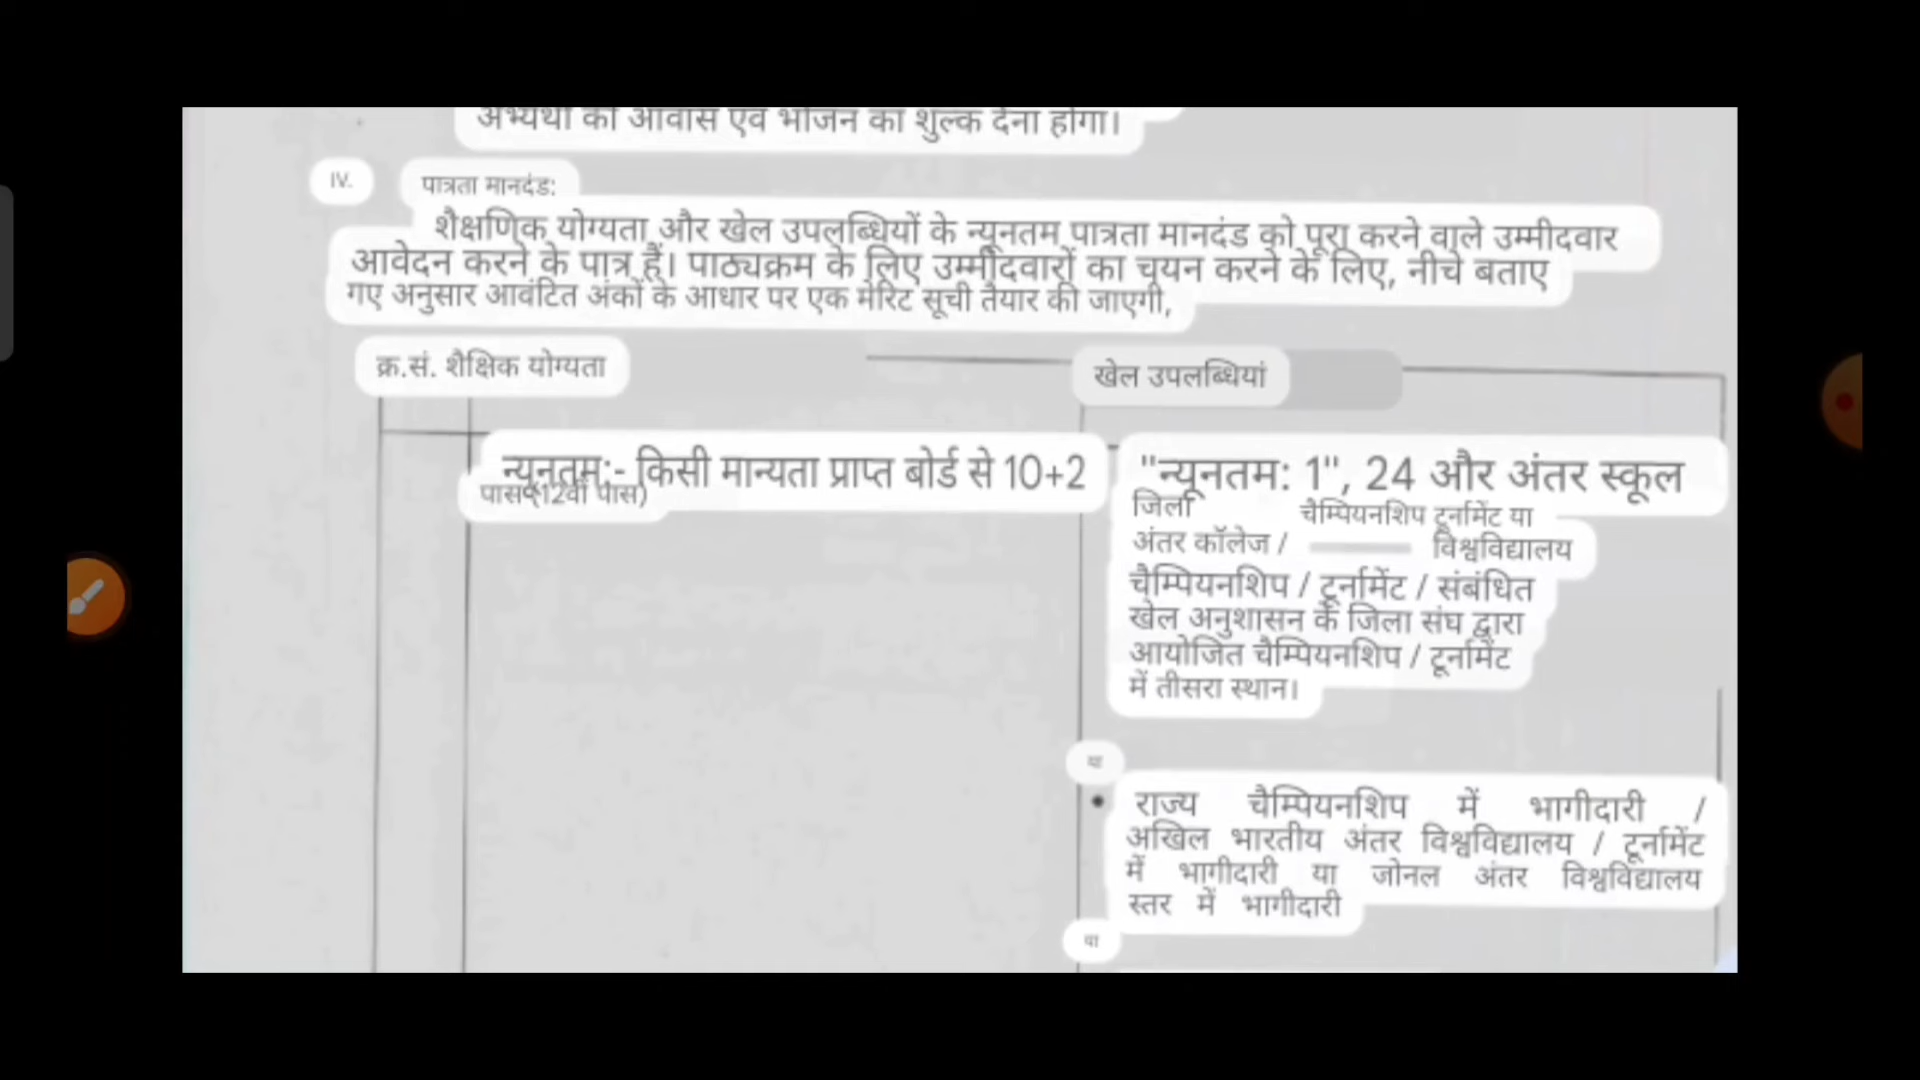 अभ्यर्थी को आवास एवं भोजन का शुल्क देना होगा।
IV. पात्रता मानदंड:
शैक्षणिक योग्यता और खेल उपलब्धियों के न्यूनतम पात्रता मानदंड को पूरा करने वाले उम्मीदवार
आवेदन करने के पात्र हैं। पाठ्यक्रम के लिए उम्मीदवारों का चयन करने के लिए, नीचे बताए
गए अनुसार आवंटित अंकों के आधार पर एक मेरिट सूची तैयार की जाएगी,
क्र.सं. शैक्षिक योग्यता
खेल उपलब्धियां
न्यूनतम:- किसी मान्यता प्राप्त बोर्ड से 10+2
पास (12वीं पास)
"न्यूनतम: 1", 24 और अंतर स्कूल
जिला चैम्पियनशिप टूर्नामेंट या
अंतर कॉलेज / विश्वविद्यालय
चैम्पियनशिप / टूर्नामेंट / संबंधित
खेल अनुशासन के जिला संघ द्वारा
आयोजित चैम्पियनशिप / टूर्नामेंट
में तीसरा स्थान।
या
• राज्य चैम्पियनशिप में भागीदारी /
अखिल भारतीय अंतर विश्वविद्यालय / टूर्नामेंट
में भागीदारी या जोनल अंतर विश्वविद्यालय
स्तर में भागीदारी
या